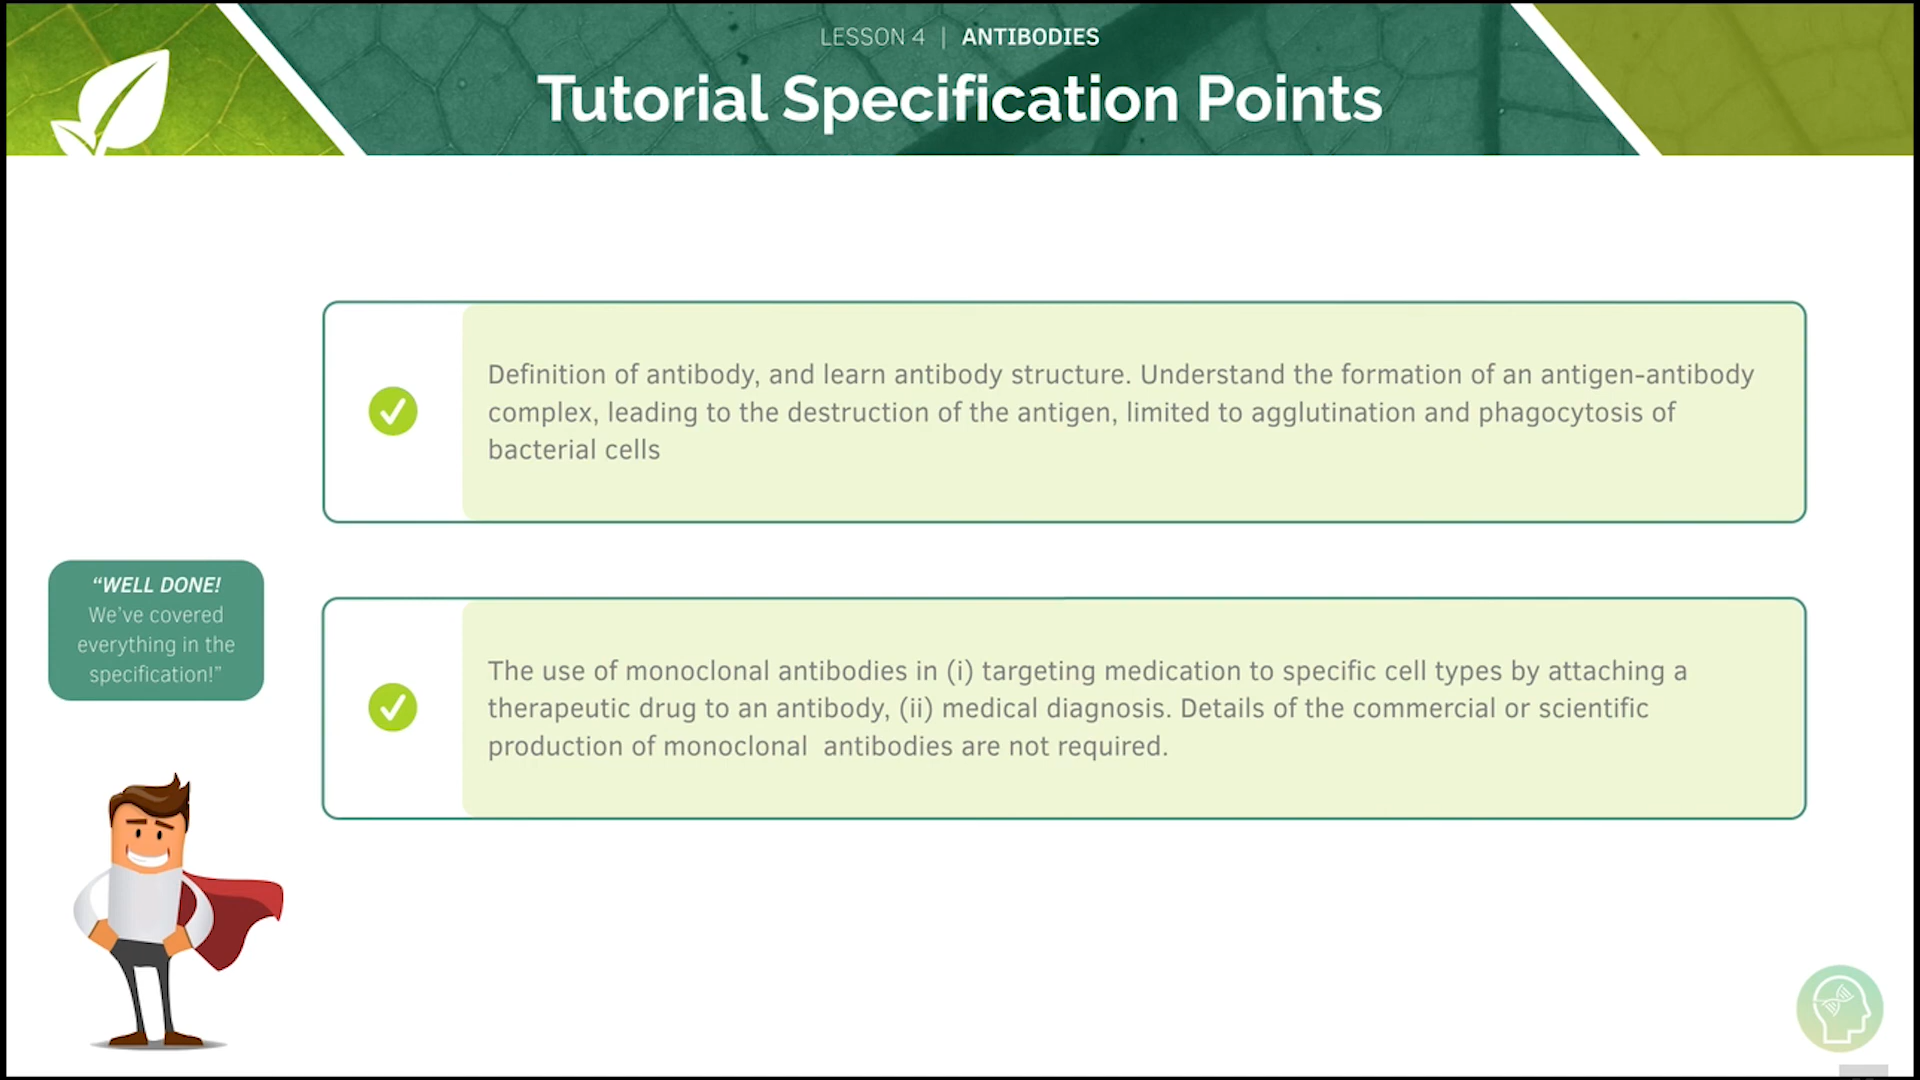 LESSON 4 | ANTIBODIES
Tutorial Specification Points
Definition of antibody, and learn antibody structure. Understand the formation of an antigen-antibody
complex, leading to the destruction of the antigen, limited to agglutination and phagocytosis of
bacterial cells
“WELL DONE!
We’ve covered
everything in the
specification!”
The use of monoclonal antibodies in (i) targeting medication to specific cell types by attaching a
therapeutic drug to an antibody, (ii) medical diagnosis. Details of the commercial or scientific
production of monoclonal  antibodies are not required.